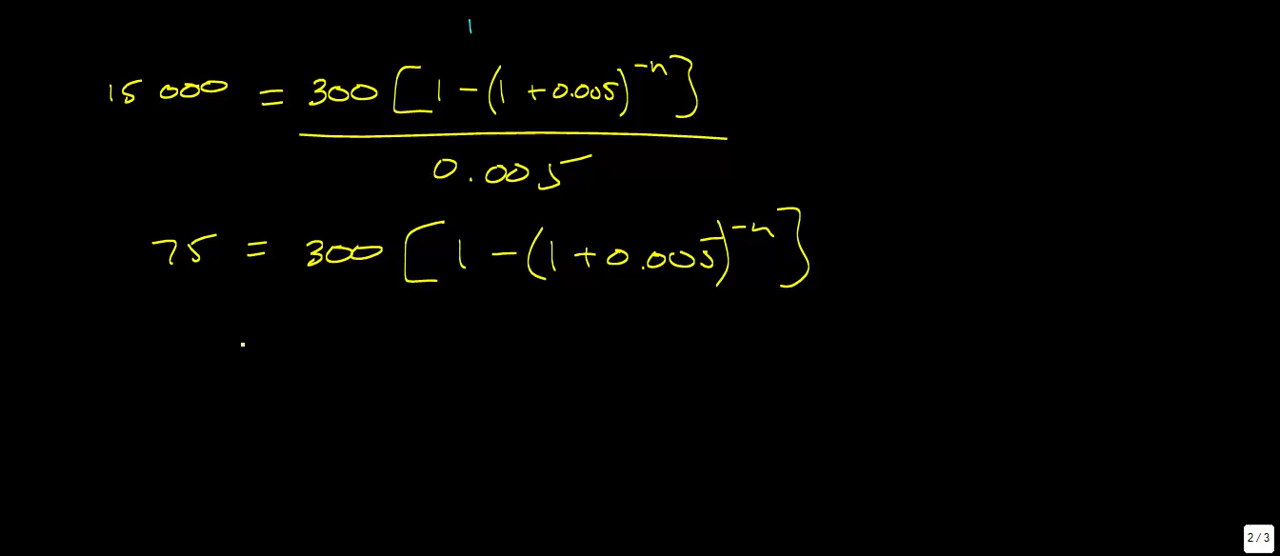 15 000 = 300 [1 - (1 + 0.005)^-n]
0.005
75 = 300 [1 - (1 + 0.005)^-n]
2/3